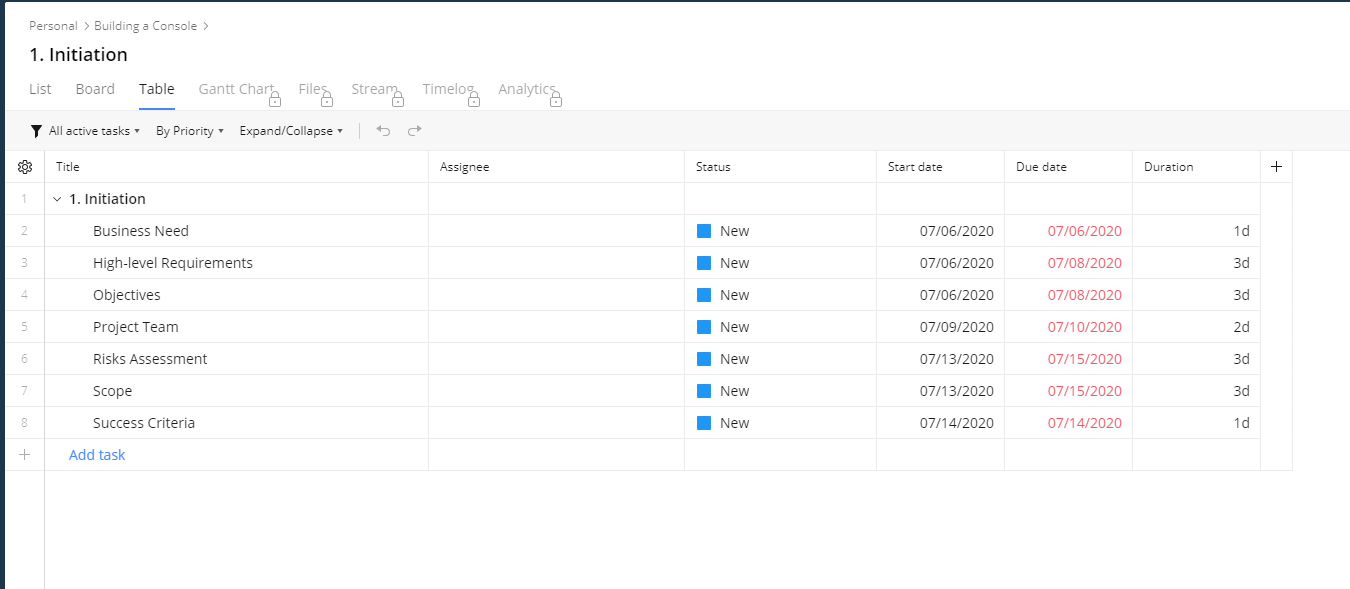 Personal > Building a Console >
1. Initiation
List Board Table Gantt Chart Files Stream Timelog Analytics
All active tasks By Priority Expand/Collapse
Title Assignee Status Start date Due date Duration +
1 1. Initiation
2 Business Need New 07/06/2020 07/06/2020 1d
3 High-level Requirements New 07/06/2020 07/08/2020 3d
4 Objectives New 07/06/2020 07/08/2020 3d
5 Project Team New 07/09/2020 07/10/2020 2d
6 Risks Assessment New 07/13/2020 07/15/2020 3d
7 Scope New 07/13/2020 07/15/2020 3d
8 Success Criteria New 07/14/2020 07/14/2020 1d
+ Add task